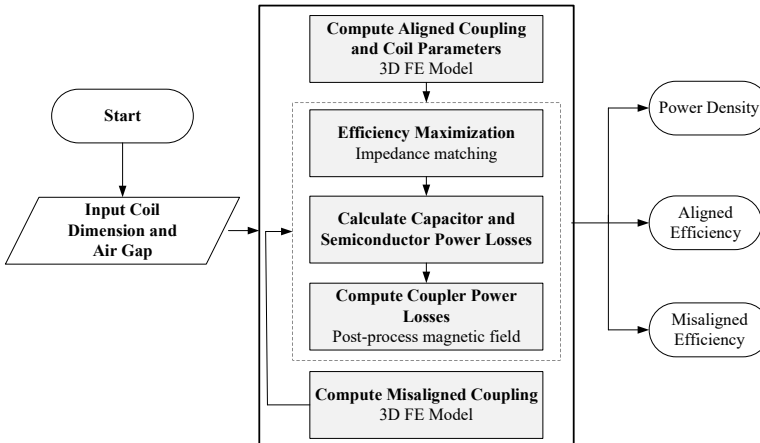 Start
Input Coil
Dimension and
Air Gap
Compute Aligned Coupling
and Coil Parameters
3D FE Model
Efficiency Maximization
Impedance matching
Calculate Capacitor and
Semiconductor Power Losses
Compute Coupler Power
Losses
Post-process magnetic field
Compute Misaligned Coupling
3D FE Model
Power Density
Aligned
Efficiency
Misaligned
Efficiency